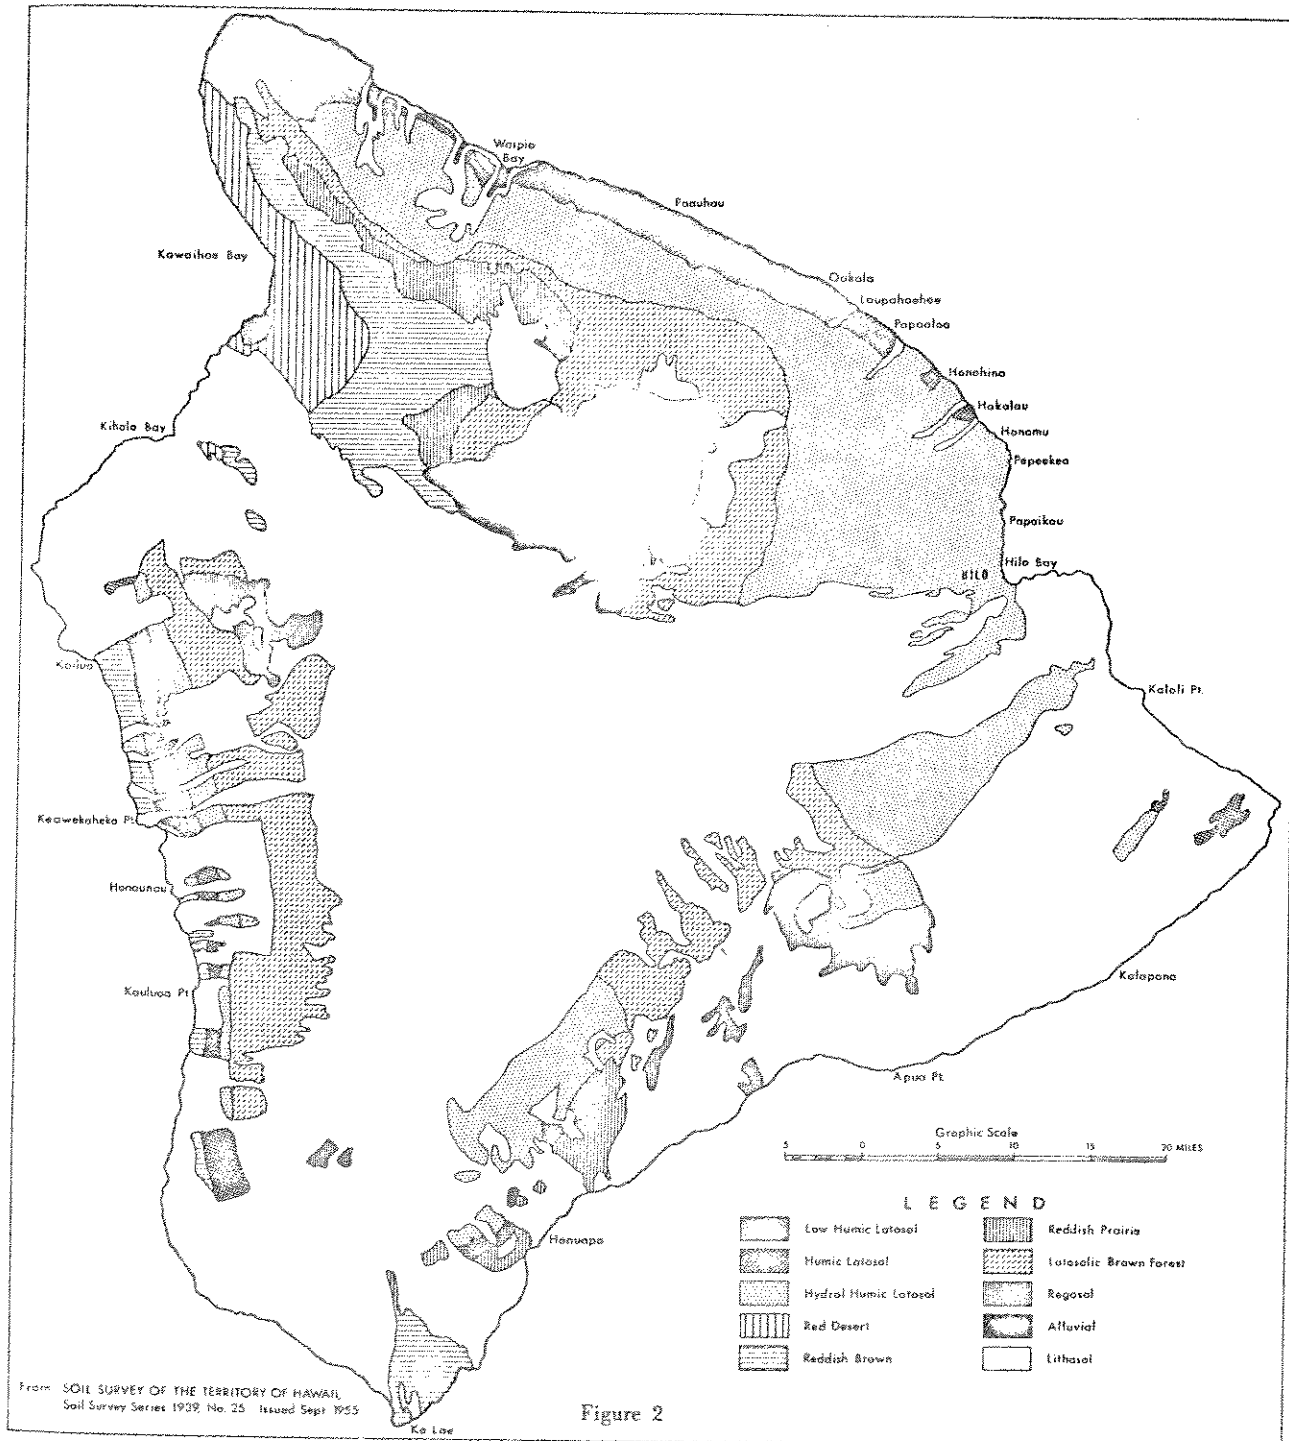 Waipio
Bay
Paauhau
Kawaihae Bay
Ookala
Laupahoehoe
Papaaloa
Honohina
Hakalau
Honomu
Pepeekeo
Kiholo Bay
Papaikou
Hilo Bay
HILO
Kailua
Kaloli Pt.
Keawekaheka Pt.
Honaunau
Kalapana
Kauluoa Pt
Apua Pt.
Graphic Scale
5 0 5 10 15 20 MILES
LEGEND
Low Humic Latosol
Reddish Prairie
Humic Latosol
Latosolic Brown Forest
Hydrol Humic Latosol
Regosol
Red Desert
Alluvial
Reddish Brown
Lithosol
Honuapo
From SOIL SURVEY OF THE TERRITORY OF HAWAII,
Soil Survey Series 1939, No. 25 Issued Sept 1955
Figure 2
Ka Lae